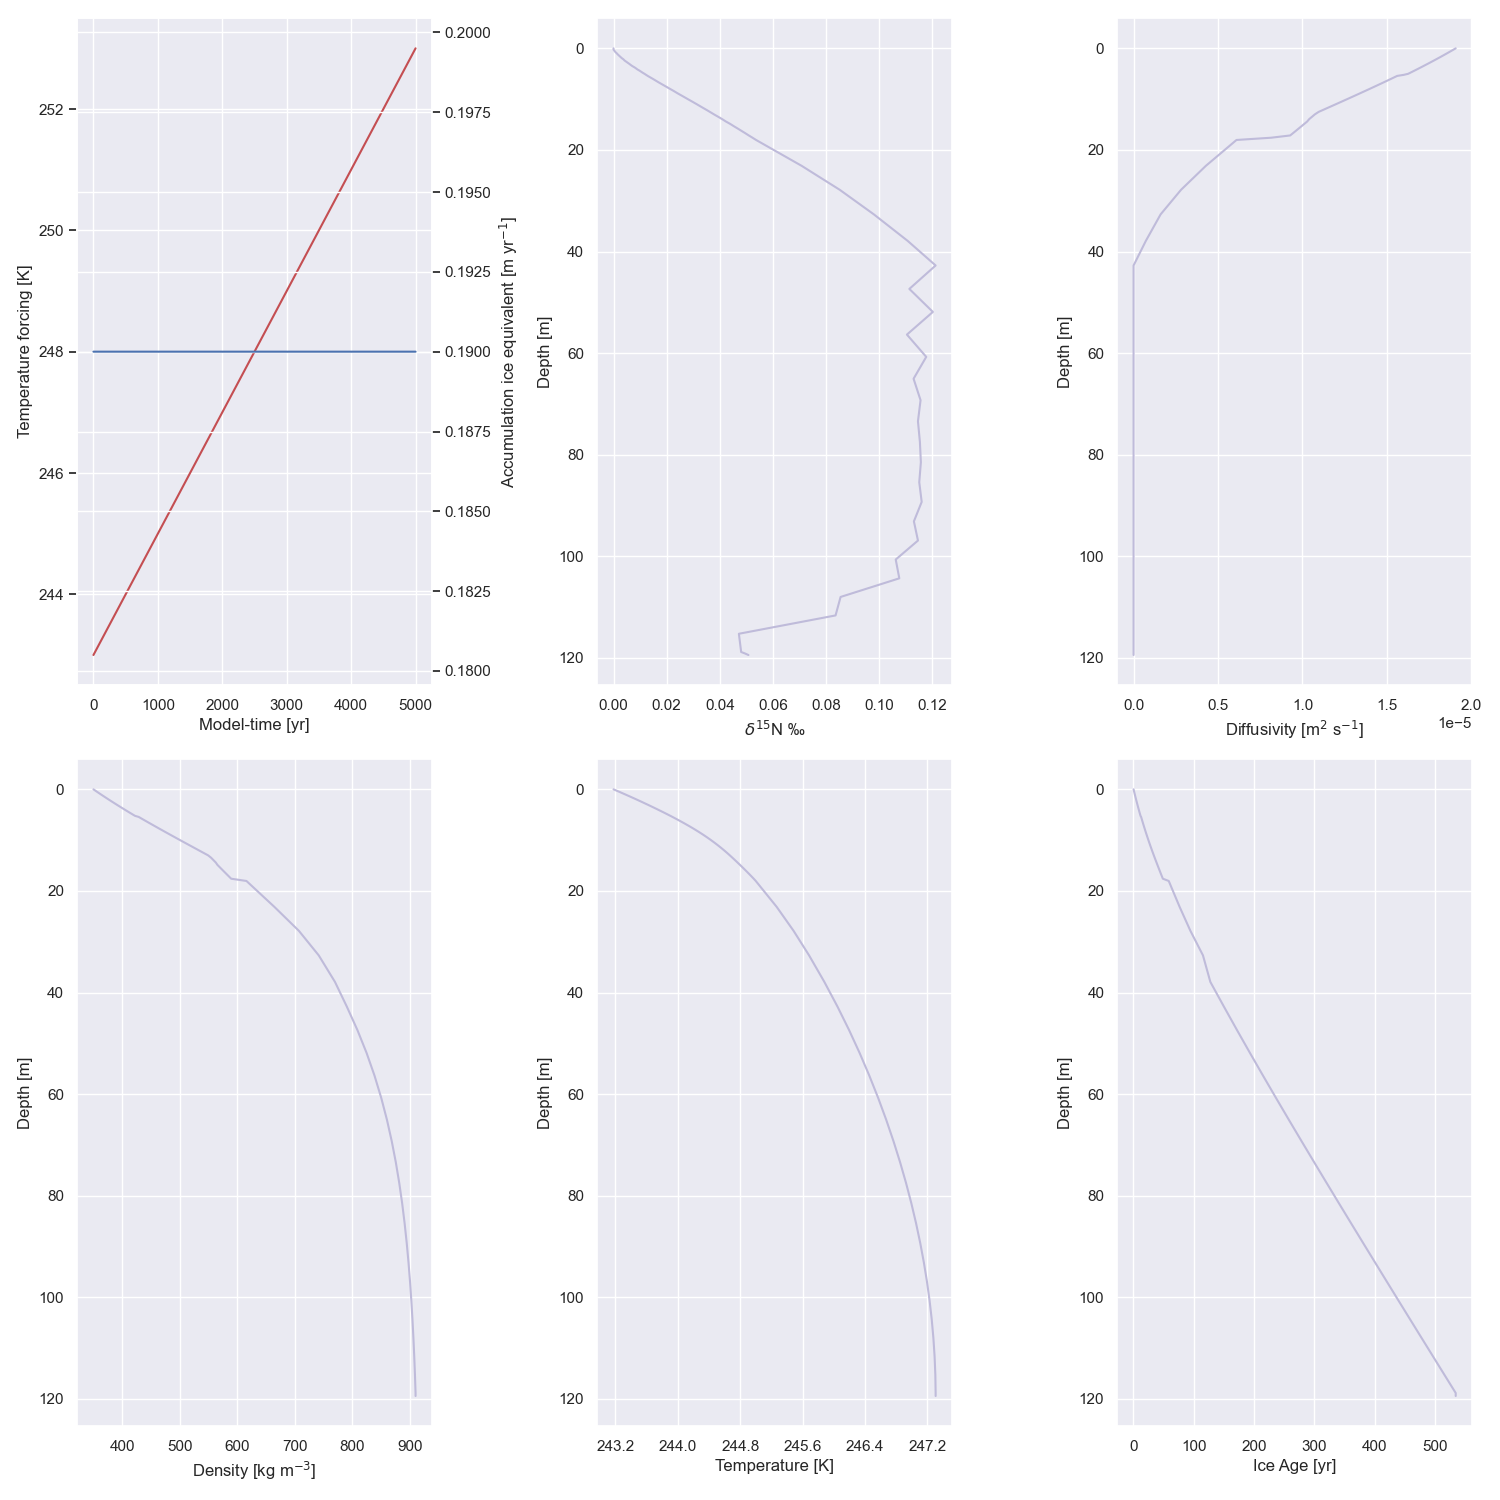 Temperature forcing [K]
252
250
248
246
244
0 1000 2000 3000 4000 5000
Model-time [yr]
0.2000
0.1975
0.1950
0.1925
0.1900
0.1875
0.1850
0.1825
0.1800
Accumulation ice equivalent [m yr⁻¹]
Depth [m]
0
20
40
60
80
100
120
0.00 0.02 0.04 0.06 0.08 0.10 0.12
δ¹⁵N ‰
Depth [m]
0
20
40
60
80
100
120
0.0 0.5 1.0 1.5 2.0
1e−5
Diffusivity [m² s⁻¹]
Depth [m]
0
20
40
60
80
100
120
400 500 600 700 800 900
Density [kg m⁻³]
Depth [m]
0
20
40
60
80
100
120
243.2 244.0 244.8 245.6 246.4 247.2
Temperature [K]
Depth [m]
0
20
40
60
80
100
120
0 100 200 300 400 500
Ice Age [yr]